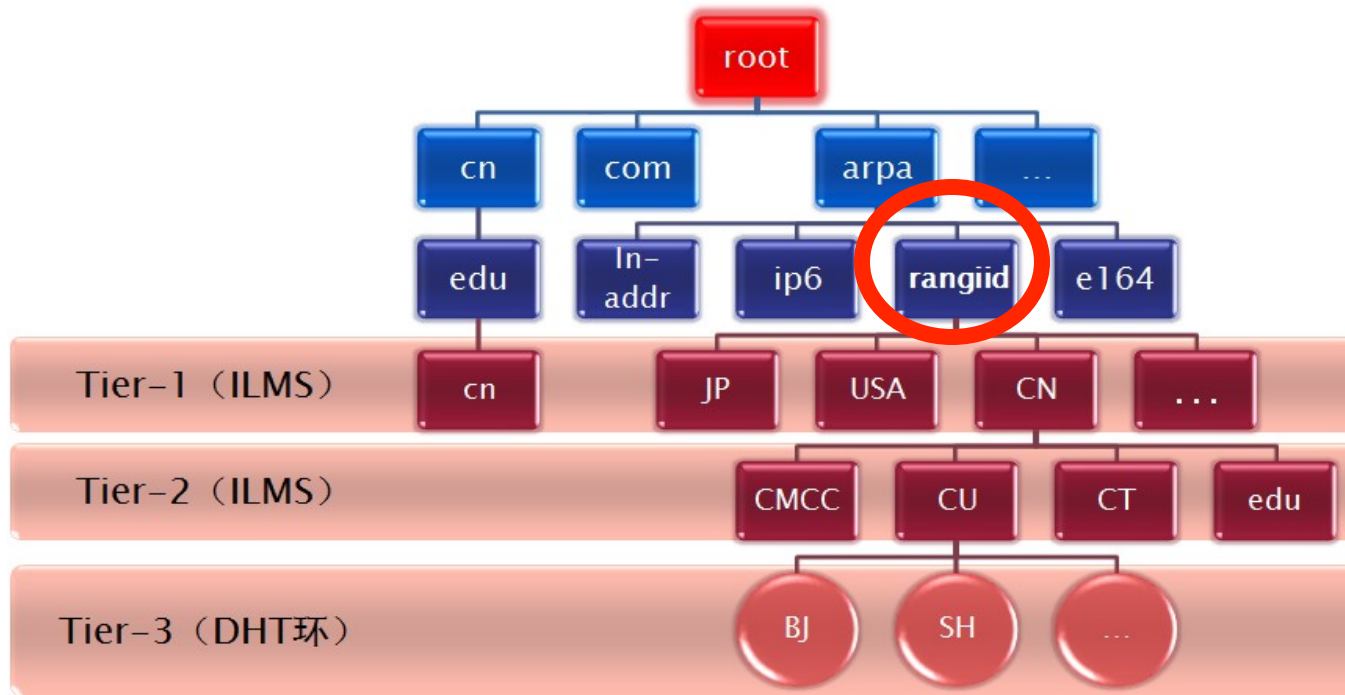 root
cn
com
arpa
...
edu
In-
addr
ip6
rangiid
e164
Tier-1（ILMS）
cn
JP
USA
CN
...
Tier-2（ILMS）
CMCC
CU
CT
edu
Tier-3（DHT环）
BJ
SH
...